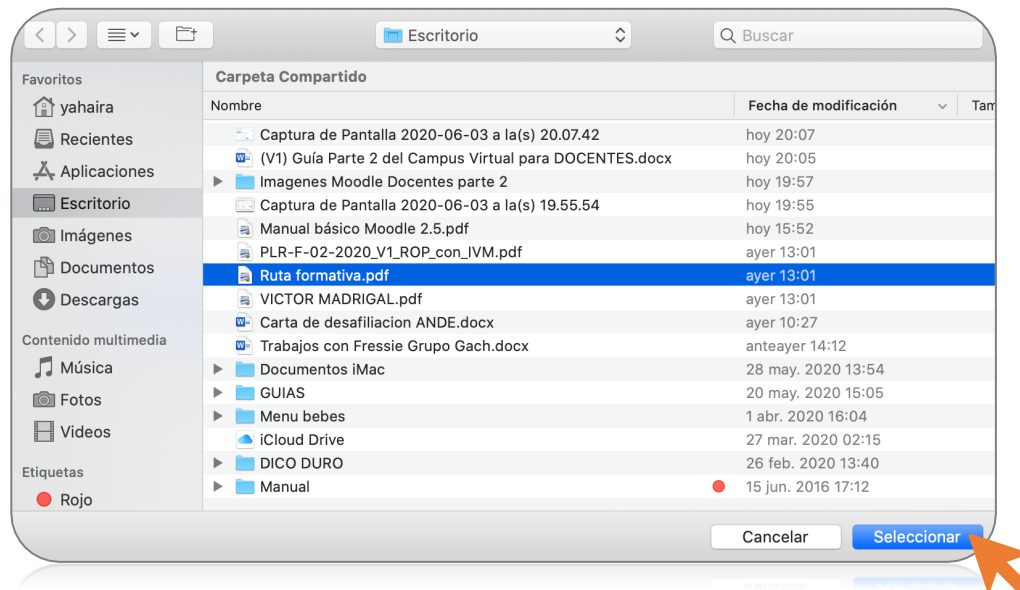 Escritorio
Buscar
Favoritos
yahaira
Recientes
Aplicaciones
Escritorio
Imágenes
Documentos
Descargas
Contenido multimedia
Música
Fotos
Videos
Etiquetas
Rojo
Carpeta Compartido
Nombre Fecha de modificación Tam
Captura de Pantalla 2020-06-03 a la(s) 20.07.42 hoy 20:07
(V1) Guía Parte 2 del Campus Virtual para DOCENTES.docx hoy 20:05
Imagenes Moodle Docentes parte 2 hoy 19:57
Captura de Pantalla 2020-06-03 a la(s) 19.55.54 hoy 19:55
Manual básico Moodle 2.5.pdf hoy 15:52
PLR-F-02-2020_V1_ROP_con_IVM.pdf ayer 13:01
Ruta formativa.pdf ayer 13:01
VICTOR MADRIGAL.pdf ayer 13:01
Carta de desafiliacion ANDE.docx ayer 10:27
Trabajos con Fressie Grupo Gach.docx anteayer 14:12
Documentos iMac 28 may. 2020 13:54
GUIAS 20 may. 2020 15:05
Menu bebes 1 abr. 2020 16:04
iCloud Drive 27 mar. 2020 02:15
DICO DURO 26 feb. 2020 13:40
Manual 15 jun. 2016 17:12
Cancelar Seleccionar